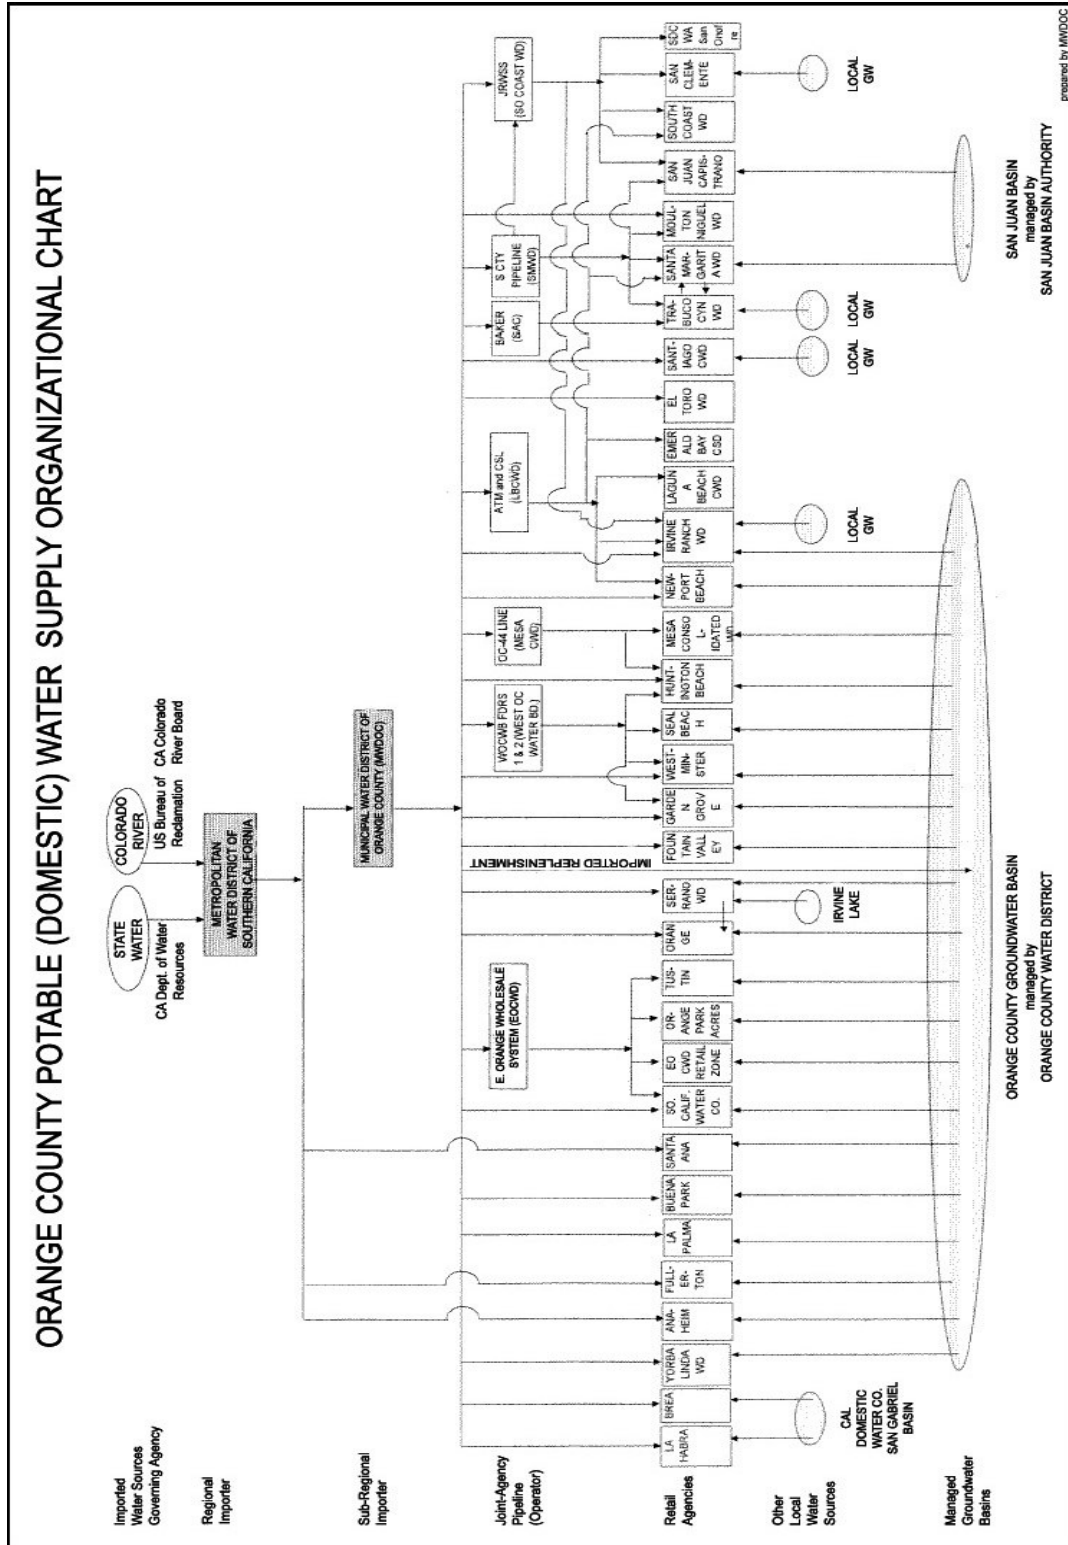 ORANGE COUNTY POTABLE (DOMESTIC) WATER SUPPLY ORGANIZATIONAL CHART
Imported
Water Sources
Governing Agency
STATE
WATER
COLORADO
RIVER
CA Dept. of Water
Resources
US Bureau of
Reclamation
CA Colorado
River Board
Regional
Importer
METROPOLITAN
WATER DISTRICT OF
SOUTHERN CALIFORNIA
Sub-Regional
Importer
MUNICIPAL WATER DISTRICT OF
ORANGE COUNTY (MWDOC)
Joint-Agency
Pipeline
(Operator)
E. ORANGE WHOLESALE
SYSTEM (EOCWD)
IMPORTED REPLENISHMENT
WOCWB FDRS
1 & 2 (WEST OC
WATER BD.)
OC-44 LINE
(MESA
CWD)
ATM and CSL
(LBCWD)
BAKER
(SAC)
S CTY
PIPELINE
(SMWD)
JRWSS
(SO COAST WD)
Retail
Agencies
LA
HABRA
BREA
YORBA
LINDA
WD
ANA-
HEIM
FULL-
ER-
TON
LA
PALMA
BUENA
PARK
SANTA
ANA
SO.
CALIF.
WATER
CO.
EO
CWD
RETAIL
ZONE
OR-
ANGE
PARK
ACRES
TUS-
TIN
ORAN
GE
SER-
RANO
WD
FOUN
TAIN
VALL
EY
GARDE
N
GROV
E
WEST-
MIN-
STER
SEAL
BEAC
H
HUNT-
INGTON
BEACH
MESA
CONSO
L-
IDATED
NEW-
PORT
BEACH
IRVINE
RANCH
WD
LAGUN
A
BEACH
CWD
EMER
ALD
BAY
CSD
EL
TORO
WD
SANT-
IAGO
CWD
TRA-
BUCO
CYN
WD
SANTA
MAR-
GARIT
A WD
MOUL-
TON
NIGUEL
WD
SAN
JUAN
CAPIS-
TRANO
SOUTH
COAST
WD
SAN
CLEM-
ENTE
SDC
WA
San
Onof
re
Other
Local
Water
Sources
CAL
DOMESTIC
WATER CO.
SAN GABRIEL
BASIN
IRVINE
LAKE
LOCAL
GW
LOCAL
GW
LOCAL
GW
LOCAL
GW
Managed
Groundwater
Basins
ORANGE COUNTY GROUNDWATER BASIN
managed by
ORANGE COUNTY WATER DISTRICT
SAN JUAN BASIN
managed by
SAN JUAN BASIN AUTHORITY
prepared by MWDOC